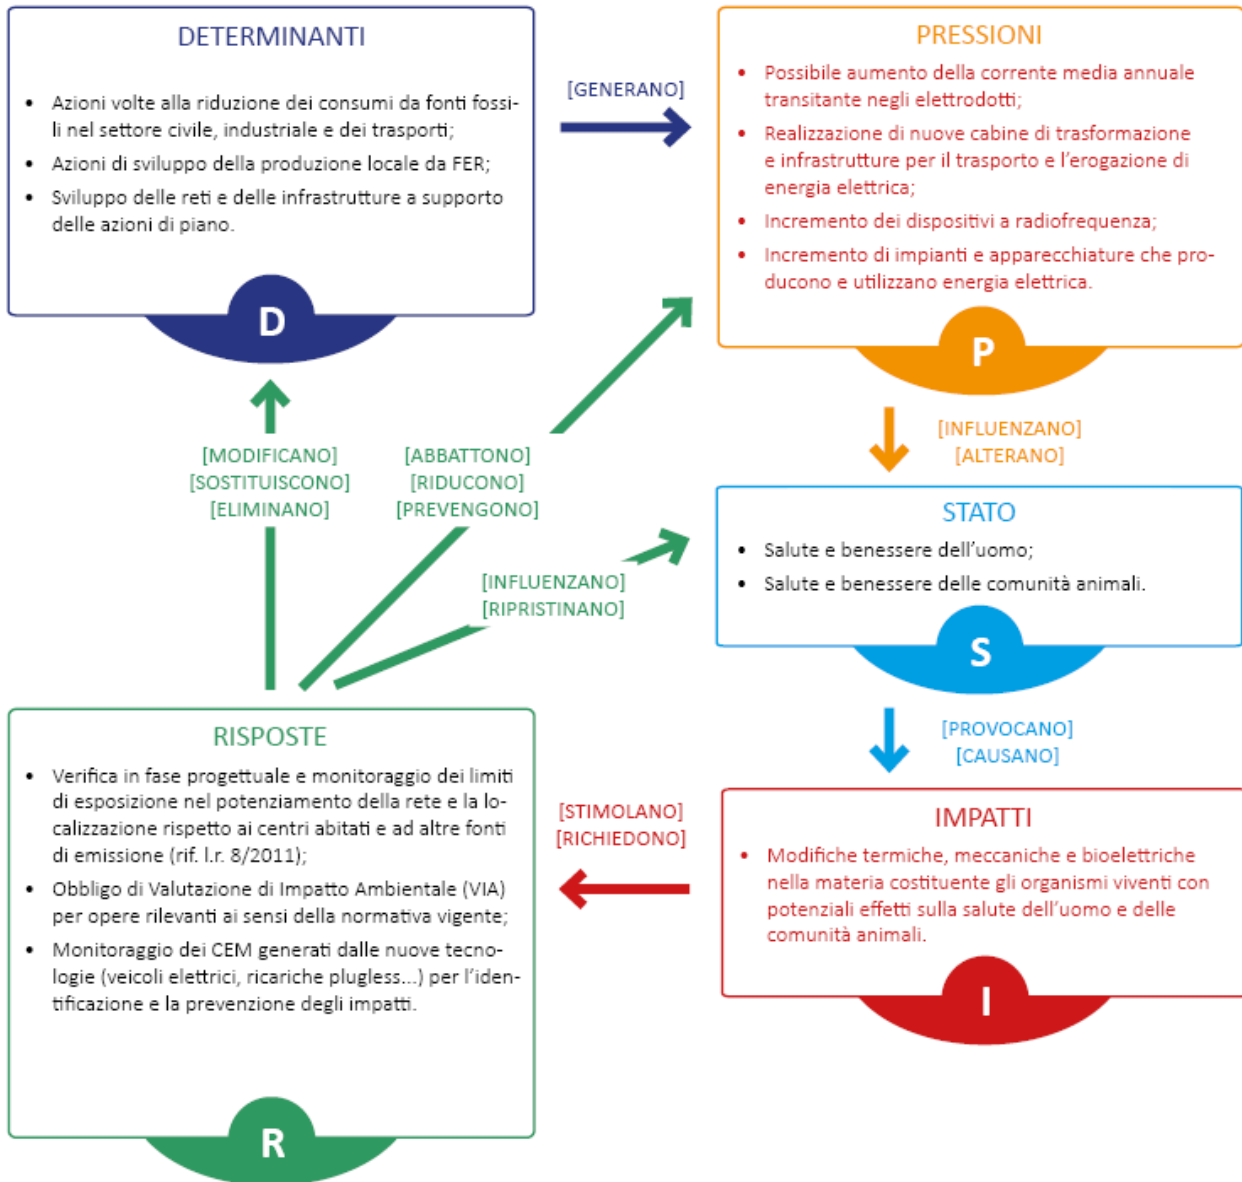 DETERMINANTI
• Azioni volte alla riduzione dei consumi da fonti fossi-
li nel settore civile, industriale e dei trasporti;
• Azioni di sviluppo della produzione locale da FER;
• Sviluppo delle reti e delle infrastrutture a supporto
delle azioni di piano.
D
[GENERANO]
PRESSIONI
• Possibile aumento della corrente media annuale
transitante negli elettrodotti;
• Realizzazione di nuove cabine di trasformazione
e infrastrutture per il trasporto e l'erogazione di
energia elettrica;
• Incremento dei dispositivi a radiofrequenza;
• Incremento di impianti e apparecchiature che pro-
ducono e utilizzano energia elettrica.
P
[INFLUENZANO]
[ALTERANO]
[MODIFICANO]
[SOSTITUISCONO]
[ELIMINANO]
[ABBATTONO]
[RIDUCONO]
[PREVENGONO]
[INFLUENZANO]
[RIPRISTINANO]
STATO
• Salute e benessere dell'uomo;
• Salute e benessere delle comunità animali.
S
[PROVOCANO]
[CAUSANO]
IMPATTI
• Modifiche termiche, meccaniche e bioelettriche
nella materia costituente gli organismi viventi con
potenziali effetti sulla salute dell'uomo e delle
comunità animali.
I
[STIMOLANO]
[RICHIEDONO]
RISPOSTE
• Verifica in fase progettuale e monitoraggio dei limiti
di esposizione nel potenziamento della rete e la lo-
calizzazione rispetto ai centri abitati e ad altre fonti
di emissione (rif. l.r. 8/2011);
• Obbligo di Valutazione di Impatto Ambientale (VIA)
per opere rilevanti ai sensi della normativa vigente;
• Monitoraggio dei CEM generati dalle nuove tecno-
logie (veicoli elettrici, ricariche plugless...) per l'iden-
tificazione e la prevenzione degli impatti.
R